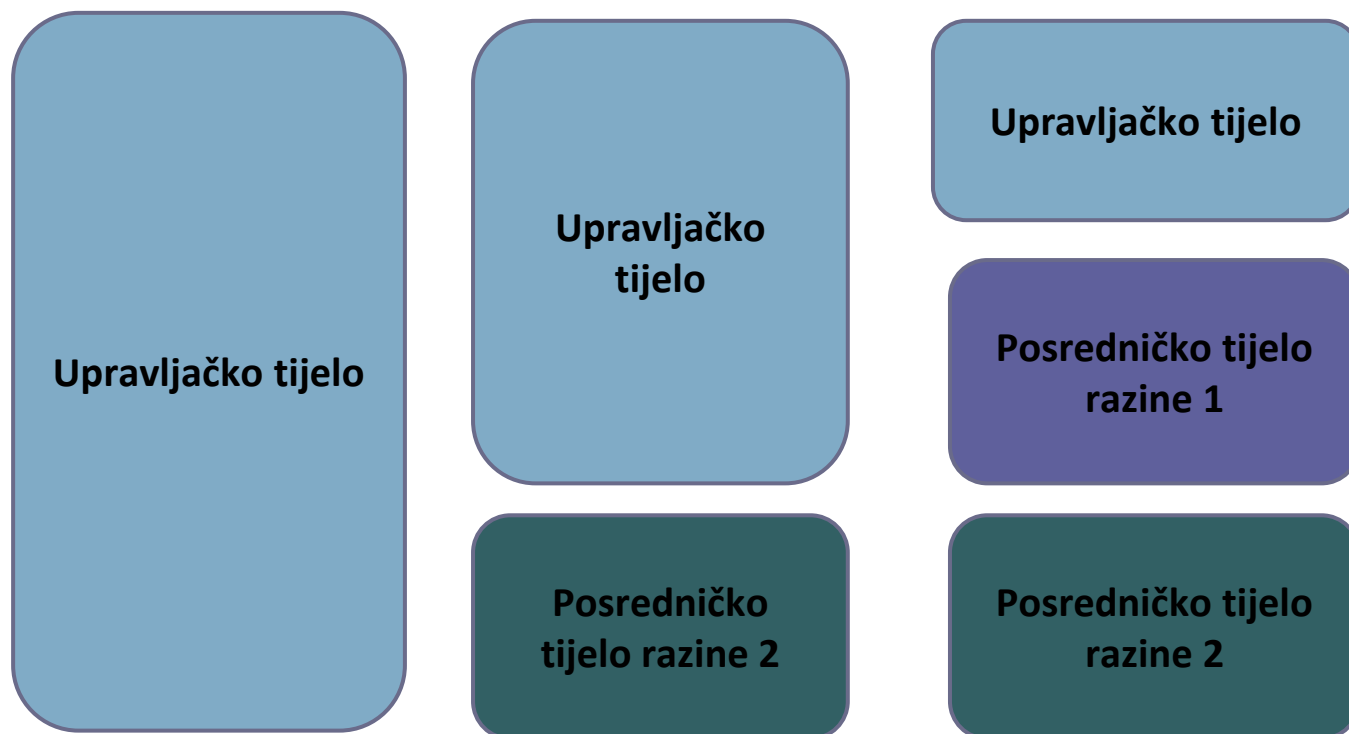 Upravljačko tijelo
Upravljačko
tijelo
Posredničko
tijelo razine 2
Upravljačko tijelo
Posredničko tijelo
razine 1
Posredničko tijelo
razine 2